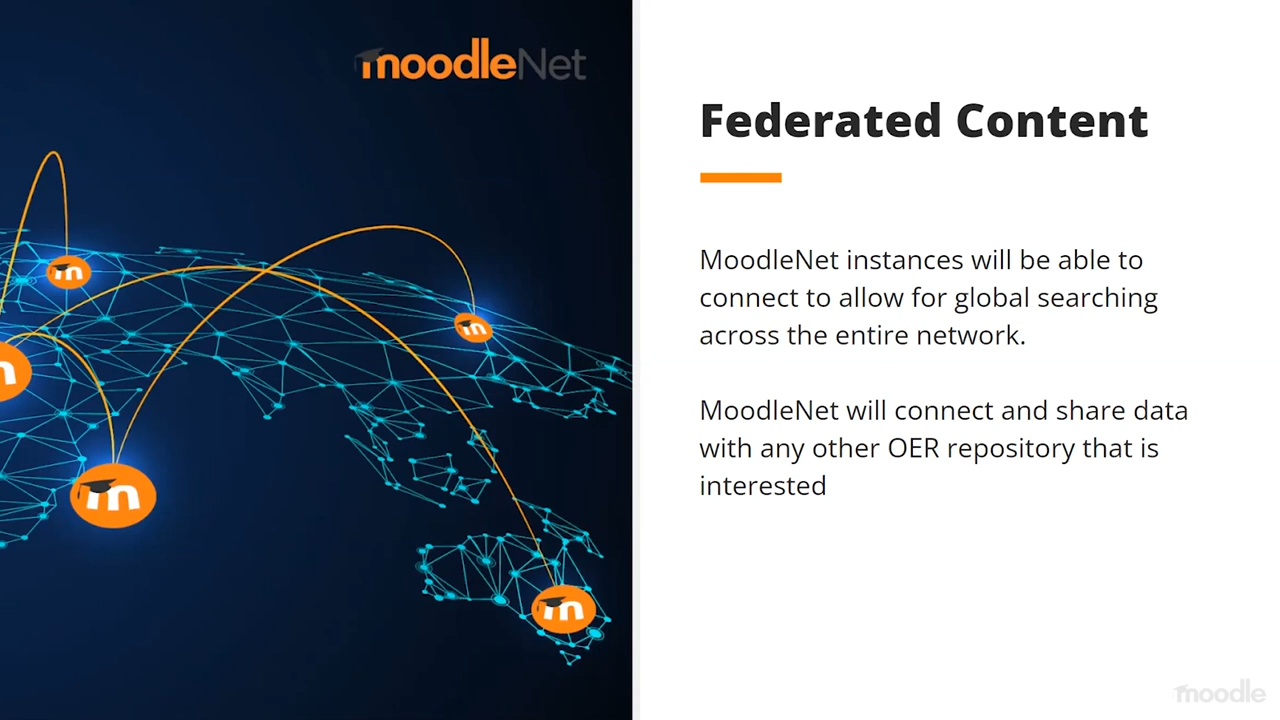 moodleNet
Federated Content
MoodleNet instances will be able to
connect to allow for global searching
across the entire network.
MoodleNet will connect and share data
with any other OER repository that is
interested
m
m
m
m
m
moodle